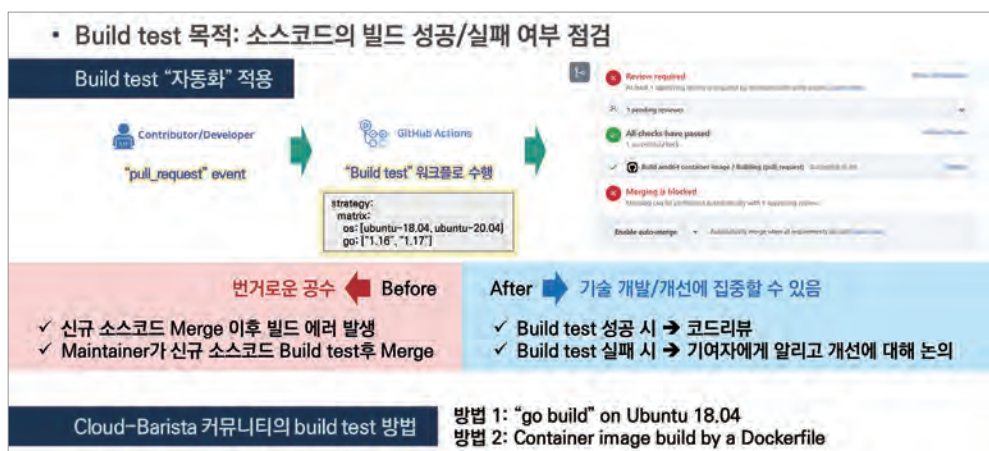 • Build test 목적: 소스코드의 빌드 성공/실패 여부 점검
Build test “자동화” 적용
Contributor/Developer
“pull_request” event
GitHub Actions
“Build test” 워크플로 수행
strategy:
matrix:
os: [ubuntu-18.04, ubuntu-20.04]
go: ["1.16", "1.17"]
Review required
1 pending reviewer
All checks have passed
1 successful check
Merging is blocked
Enable auto-merge
번거로운 공수 Before
✓ 신규 소스코드 Merge 이후 빌드 에러 발생
✓ Maintainer가 신규 소스코드 Build test후 Merge
After 기술 개발/개선에 집중할 수 있음
✓ Build test 성공 시 ➔ 코드리뷰
✓ Build test 실패 시 ➔ 기여자에게 알리고 개선에 대해 논의
Cloud-Barista 커뮤니티의 build test 방법
방법 1: “go build” on Ubuntu 18.04
방법 2: Container image build by a Dockerfile